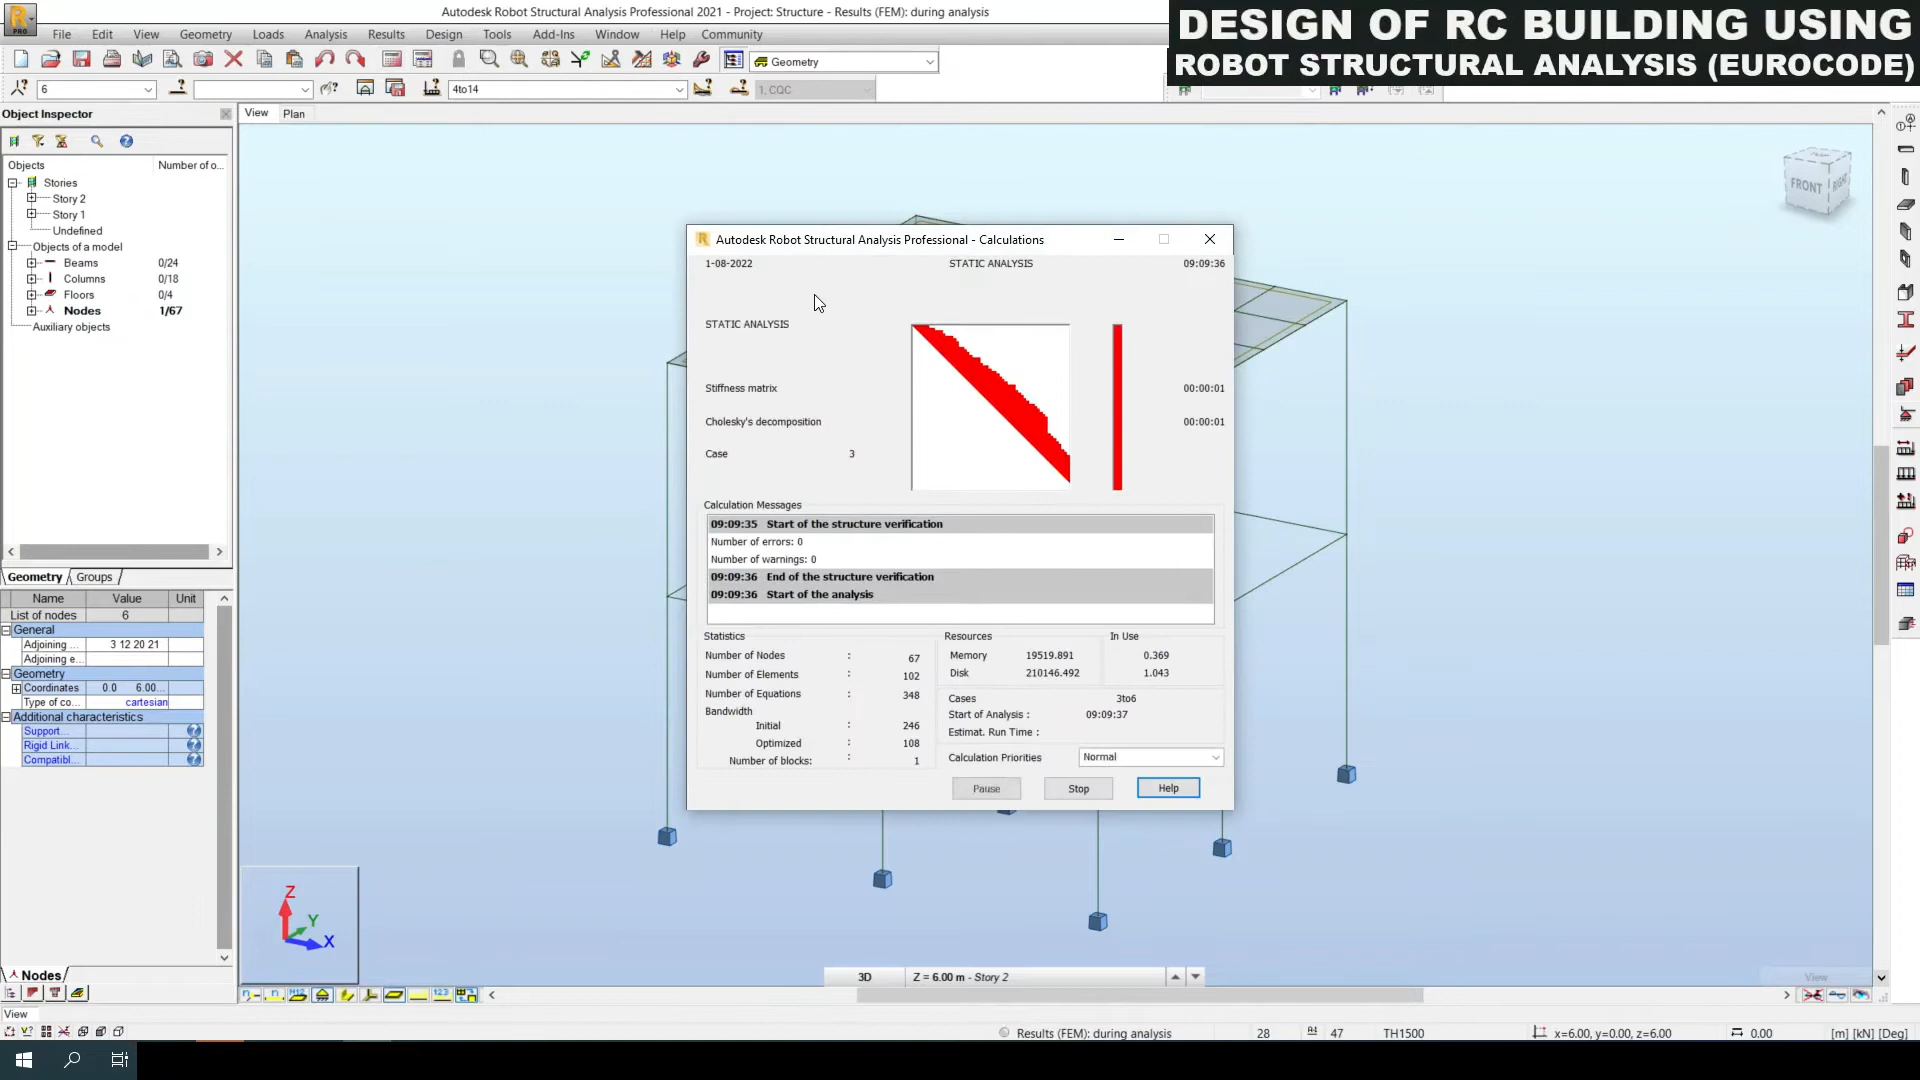 Autodesk Robot Structural Analysis Professional 2021 - Project: Structure - Results (FEM): during analysis
DESIGN OF RC BUILDING USING
ROBOT STRUCTURAL ANALYSIS (EUROCODE)
PRO
File Edit View Geometry Loads Analysis Results Design Tools Add-Ins Window Help Community
Geometry
6
4to14
1. CQC
Object Inspector
View Plan
Objects Number of o...
Stories
Story 2
Story 1
Undefined
Objects of a model
Beams 0/24
Columns 0/18
Floors 0/4
Nodes 1/67
Auxiliary objects
FRONT
RIGHT
Autodesk Robot Structural Analysis Professional - Calculations
1-08-2022 STATIC ANALYSIS 09:09:36
STATIC ANALYSIS
Stiffness matrix 00:00:01
Cholesky's decomposition 00:00:01
Case 3
Calculation Messages
09:09:35 Start of the structure verification
Number of errors: 0
Number of warnings: 0
09:09:36 End of the structure verification
09:09:36 Start of the analysis
Statistics
Number of Nodes : 67
Number of Elements : 102
Number of Equations : 348
Bandwidth
Initial : 246
Optimized : 108
Number of blocks: : 1
Resources In Use
Memory 19519.891 0.369
Disk 210146.492 1.043
Cases 3to6
Start of Analysis : 09:09:37
Estimat. Run Time :
Calculation Priorities Normal
Pause Stop Help
Geometry Groups
Name Value Unit
List of nodes 6
General
Adjoining ... 3 12 20 21
Adjoining e...
Geometry
Coordinates 0.0 6.00...
Type of co... cartesian
Additional characteristics
Support...
Rigid Link...
Compatibl...
Z
Y
X
Nodes
3D Z = 6.00 m - Story 2
View
View
Results (FEM): during analysis 28 47 TH1500 x=6.00, y=0.00, z=6.00 0.00 [m] [kN] [Deg]